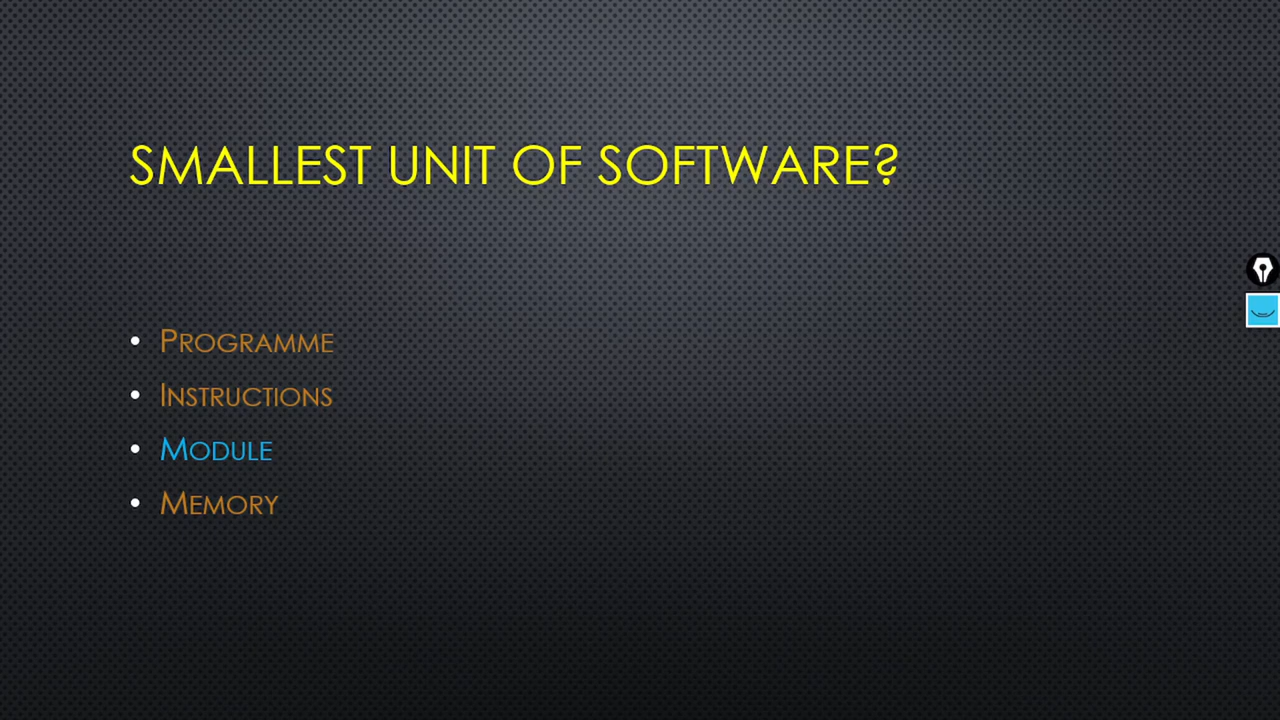 SMALLEST UNIT OF SOFTWARE?
• PROGRAMME
• INSTRUCTIONS
• MODULE
• MEMORY